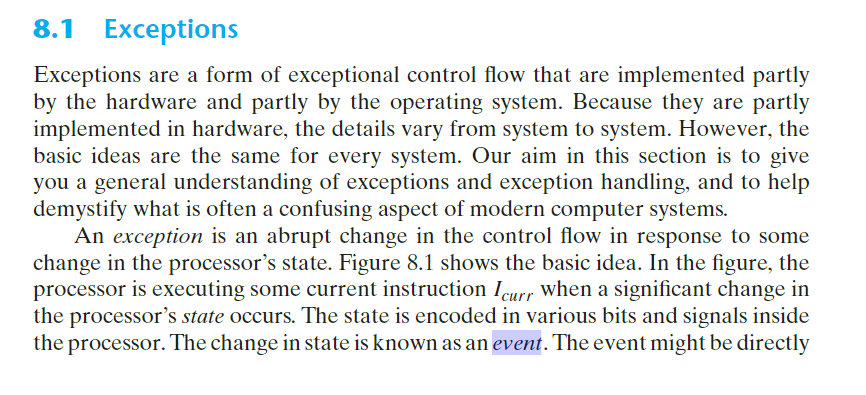 8.1 Exceptions
Exceptions are a form of exceptional control flow that are implemented partly
by the hardware and partly by the operating system. Because they are partly
implemented in hardware, the details vary from system to system. However, the
basic ideas are the same for every system. Our aim in this section is to give
you a general understanding of exceptions and exception handling, and to help
demystify what is often a confusing aspect of modern computer systems.
An exception is an abrupt change in the control flow in response to some
change in the processor's state. Figure 8.1 shows the basic idea. In the figure, the
processor is executing some current instruction Icurr when a significant change in
the processor's state occurs. The state is encoded in various bits and signals inside
the processor. The change in state is known as an event. The event might be directly